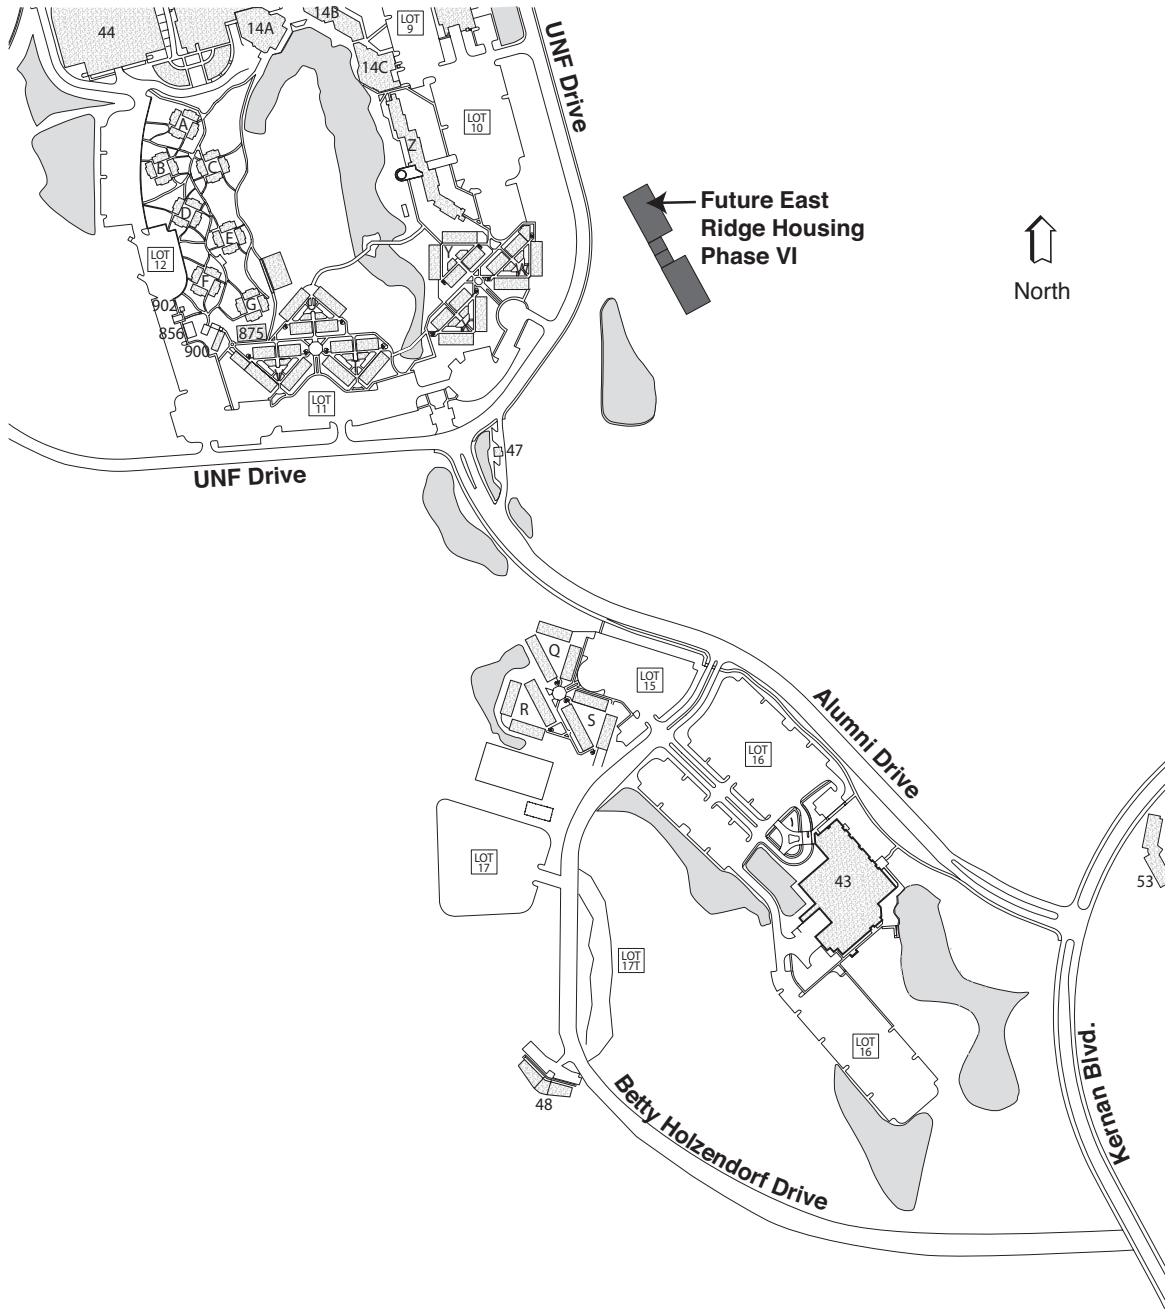 44
14A
14B
LOT
9
14C
UNF Drive
LOT
10
A
B
C
Z
D
E
F
G
Y
W
LOT
12
902
856
900
875
LOT
11
Future East
Ridge Housing
Phase VI
North
47
UNF Drive
Q
R
S
LOT
15
LOT
16
Alumni Drive
LOT
17
43
53
LOT
17T
LOT
16
48
Betty Holzendorf Drive
Kernan Blvd.